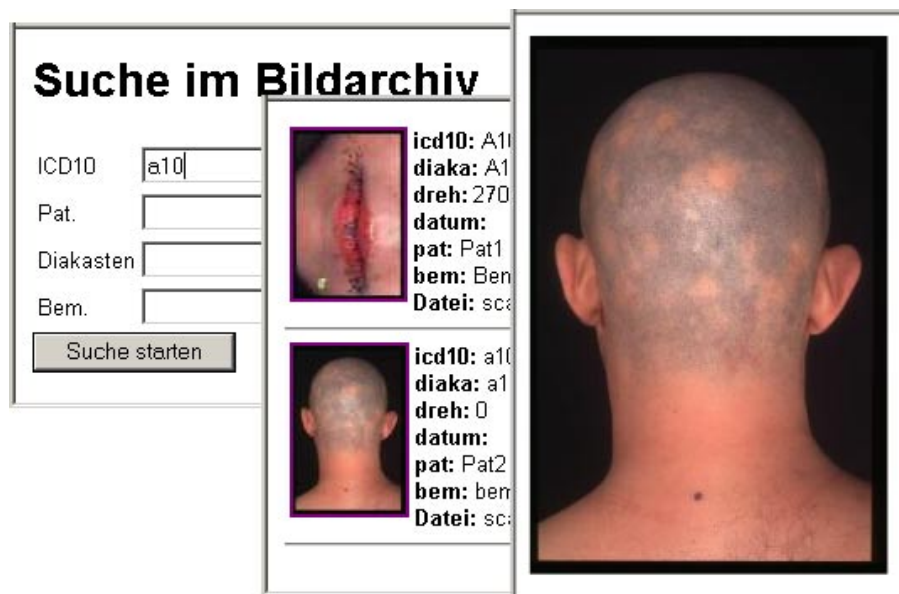 Suche im Bildarchiv
ICD10 a10
Pat.
Diakasten
Bem.
Suche starten
icd10:
diaka:
dreh: 270
datum:
pat: Pat1
bem:
Datei:
icd10:
diaka:
dreh: 0
datum:
pat: Pat2
bem:
Datei: